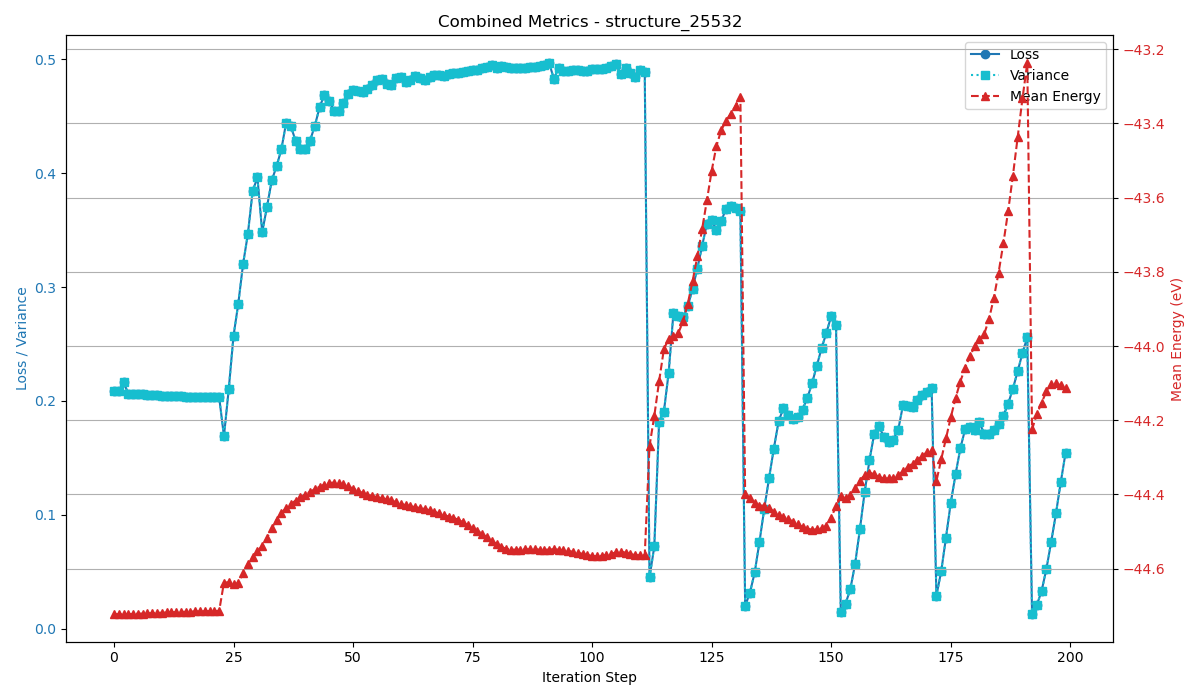 Combined Metrics - structure_25532
Loss
Variance
Mean Energy
0.5
0.4
0.3
0.2
0.1
0.0
Loss / Variance
−43.2
−43.4
−43.6
−43.8
−44.0
−44.2
−44.4
−44.6
Mean Energy (eV)
0 25 50 75 100 125 150 175 200
Iteration Step